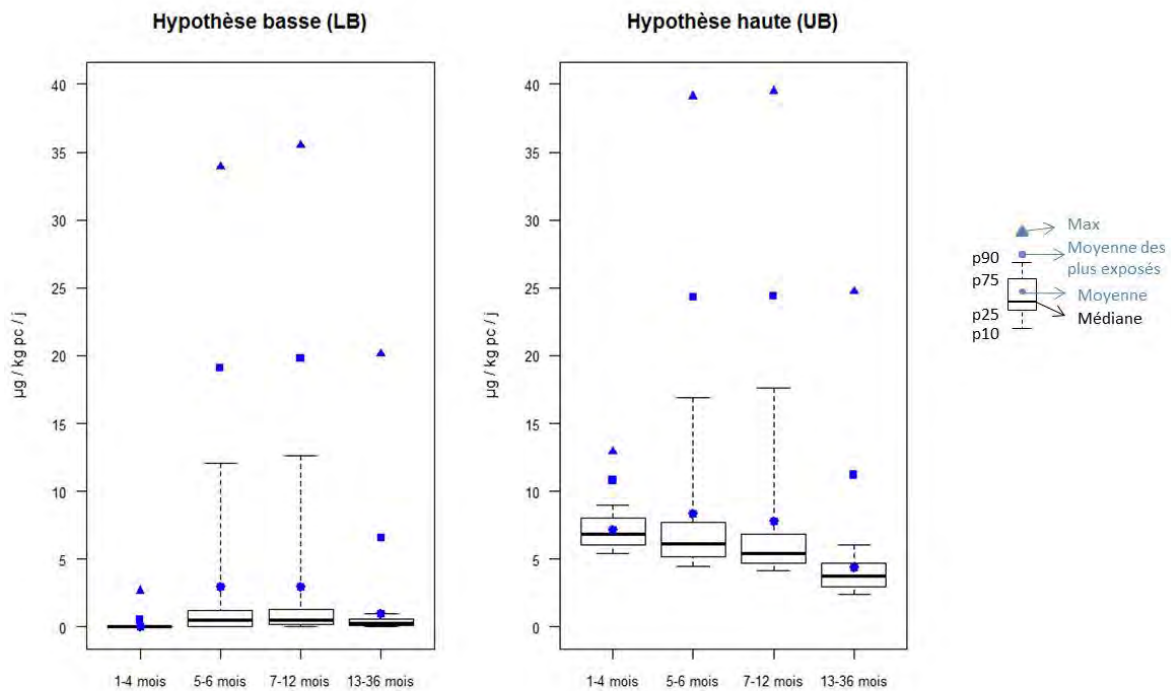 Hypothèse basse (LB)
Hypothèse haute (UB)
µg / kg pc / j
40
35
30
25
20
15
10
5
0
1-4 mois
5-6 mois
7-12 mois
13-36 mois
µg / kg pc / j
40
35
30
25
20
15
10
5
0
1-4 mois
5-6 mois
7-12 mois
13-36 mois
Max
Moyenne des
plus exposés
p90
p75
Moyenne
p25
Médiane
p10